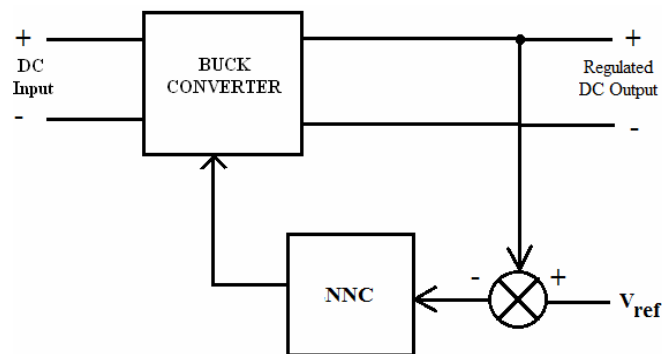 +
DC
Input
-
BUCK
CONVERTER
+
Regulated
DC Output
-
NNC
-
+
Vref